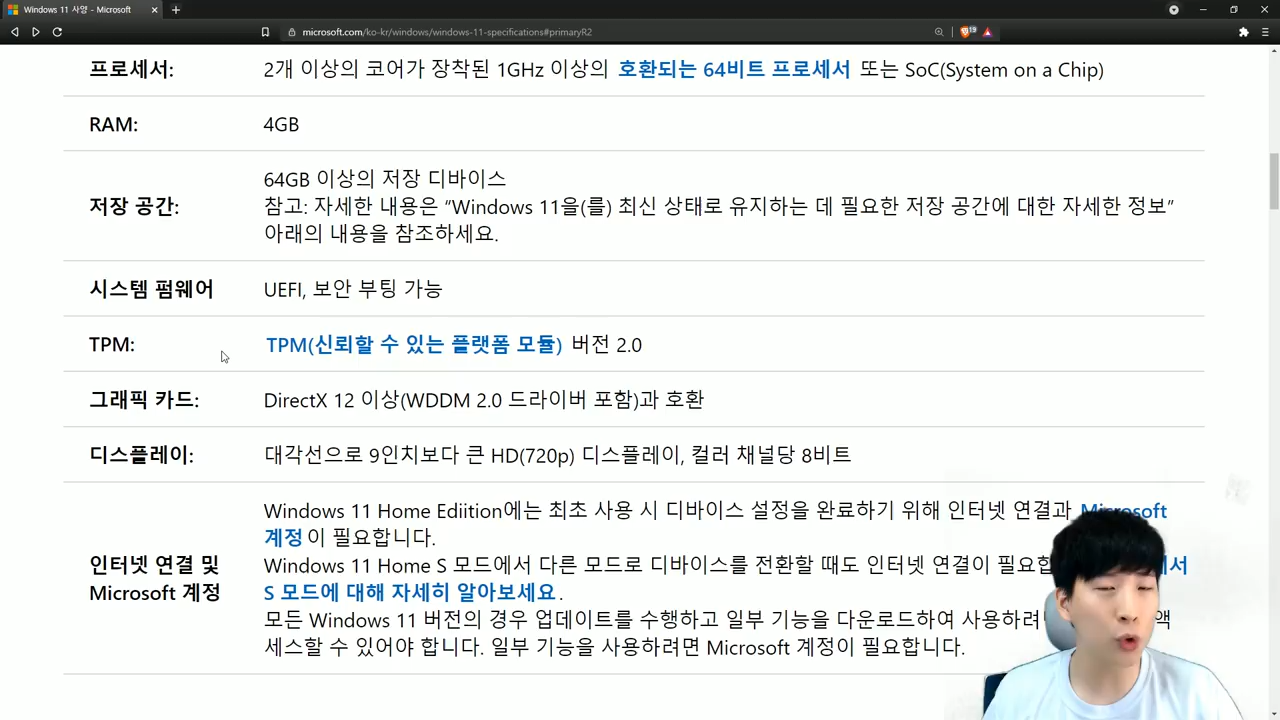 Windows 11 사양 - Microsoft
microsoft.com/ko-kr/windows/windows-11-specifications#primaryR2
19
프로세서:
2개 이상의 코어가 장착된 1GHz 이상의 호환되는 64비트 프로세서 또는 SoC(System on a Chip)
RAM:
4GB
저장 공간:
64GB 이상의 저장 디바이스
참고: 자세한 내용은 “Windows 11을(를) 최신 상태로 유지하는 데 필요한 저장 공간에 대한 자세한 정보”
아래의 내용을 참조하세요.
시스템 펌웨어
UEFI, 보안 부팅 가능
TPM:
TPM(신뢰할 수 있는 플랫폼 모듈) 버전 2.0
그래픽 카드:
DirectX 12 이상(WDDM 2.0 드라이버 포함)과 호환
디스플레이:
대각선으로 9인치보다 큰 HD(720p) 디스플레이, 컬러 채널당 8비트
인터넷 연결 및
Microsoft 계정
Windows 11 Home Ediition에는 최초 사용 시 디바이스 설정을 완료하기 위해 인터넷 연결과 Microsoft
계정이 필요합니다.
Windows 11 Home S 모드에서 다른 모드로 디바이스를 전환할 때도 인터넷 연결이 필요합 서
S 모드에 대해 자세히 알아보세요.
모든 Windows 11 버전의 경우 업데이트를 수행하고 일부 기능을 다운로드하여 사용하려 액
세스할 수 있어야 합니다. 일부 기능을 사용하려면 Microsoft 계정이 필요합니다.